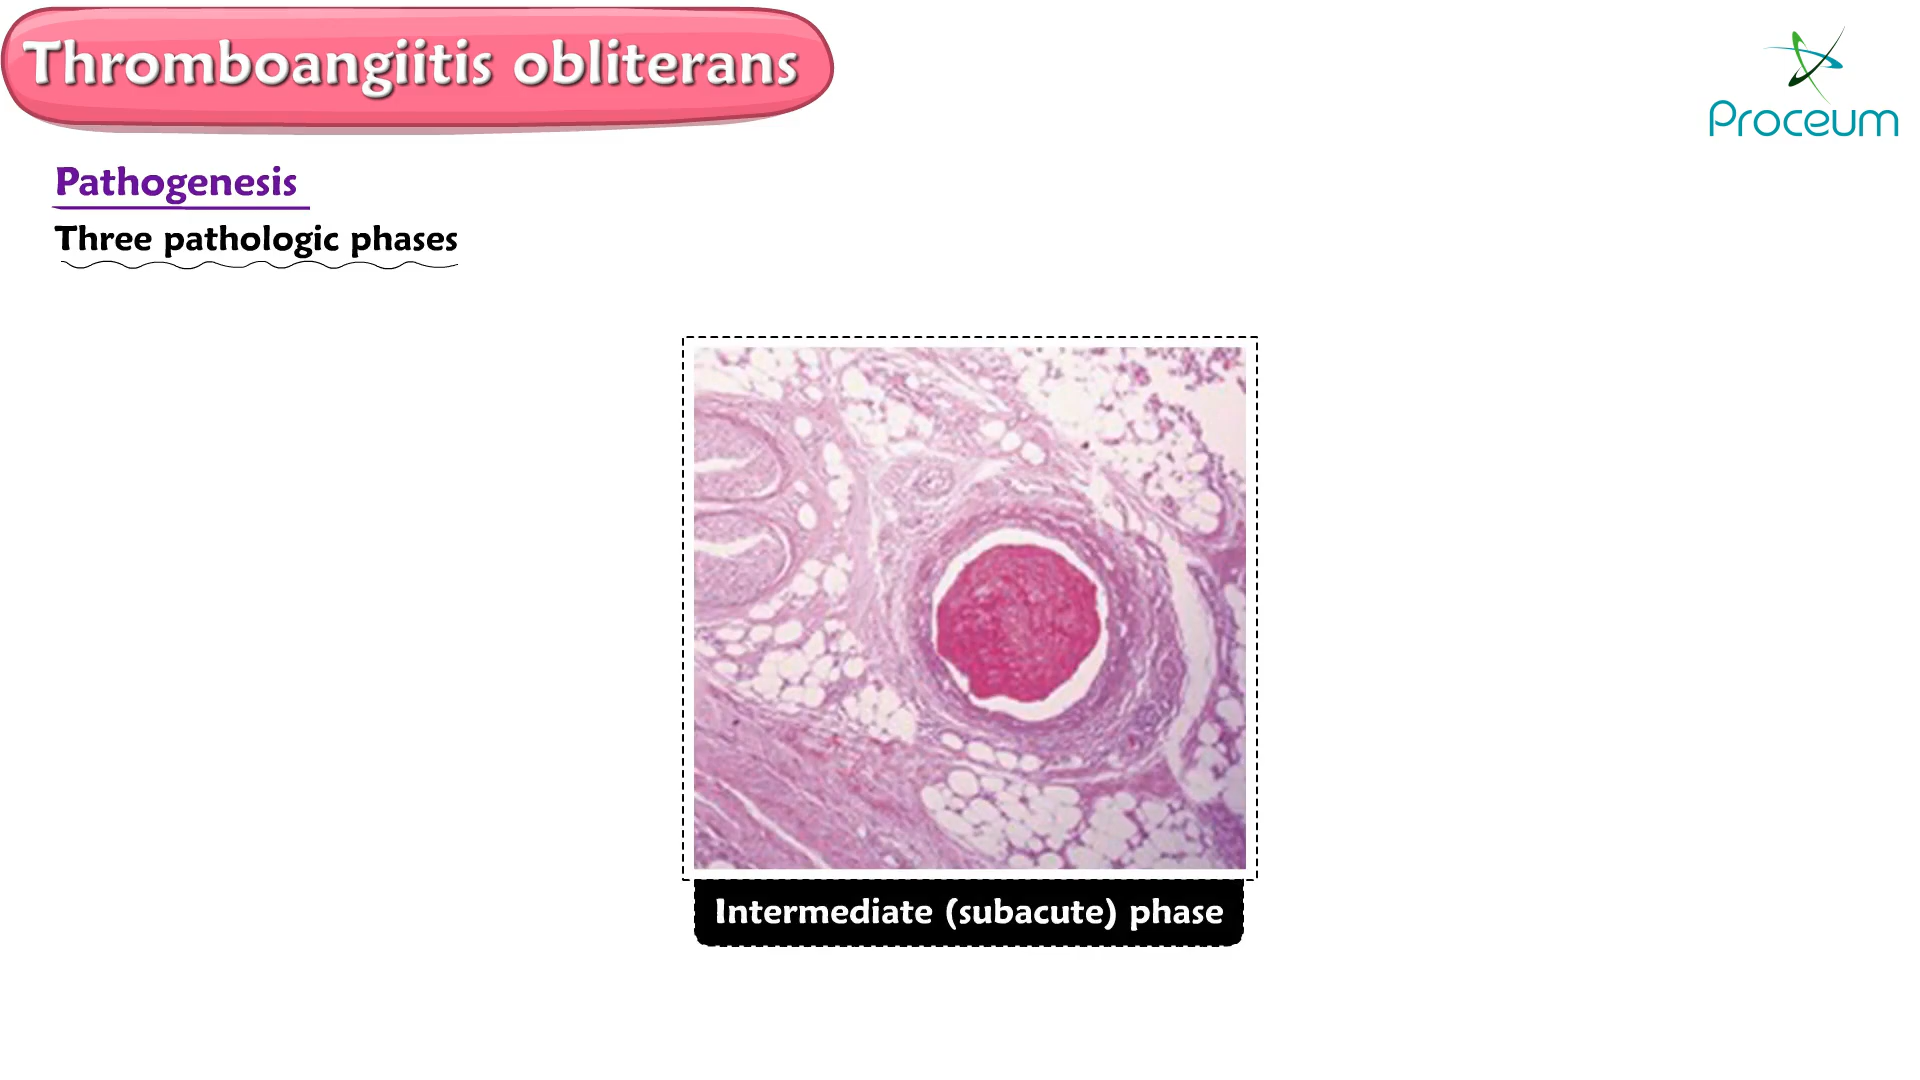 Thromboangiitis obliterans
Proceum
Pathogenesis
Three pathologic phases
Intermediate (subacute) phase